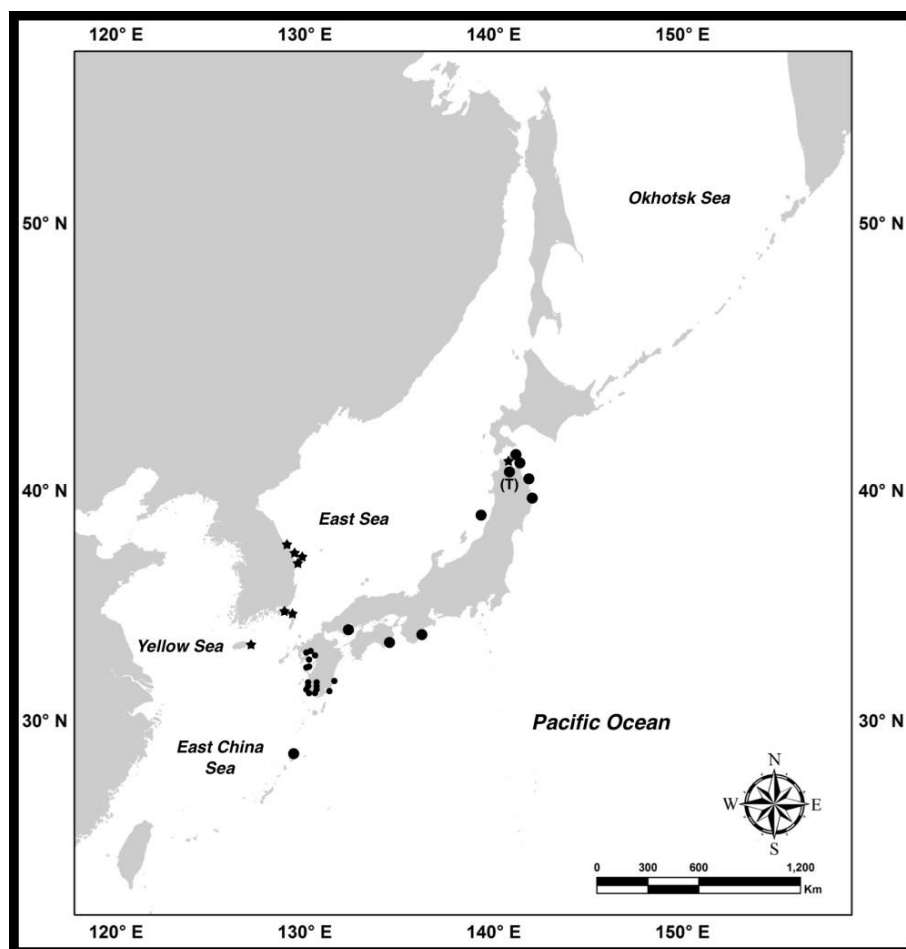 120° E 130° E 140° E 150° E
Okhotsk Sea
50° N 50° N
40° N 40° N
(T)
East Sea
Yellow Sea
30° N 30° N
Pacific Ocean
East China
Sea
N
W E
S
0 300 600 1,200
Km
120° E 130° E 140° E 150° E